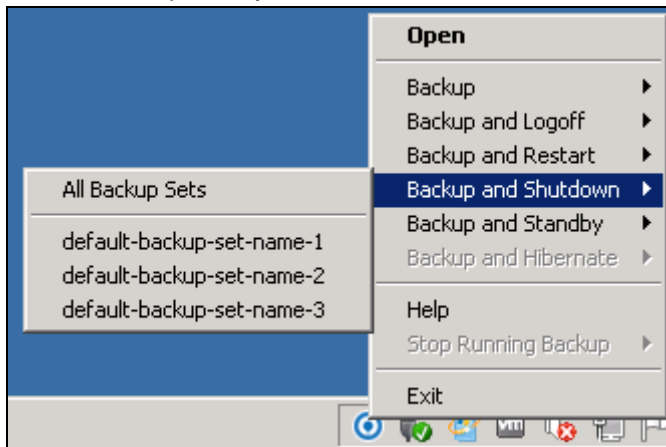 Open
Backup
Backup and Logoff
Backup and Restart
Backup and Shutdown
Backup and Standby
Backup and Hibernate
Help
Stop Running Backup
Exit
All Backup Sets
default-backup-set-name-1
default-backup-set-name-2
default-backup-set-name-3